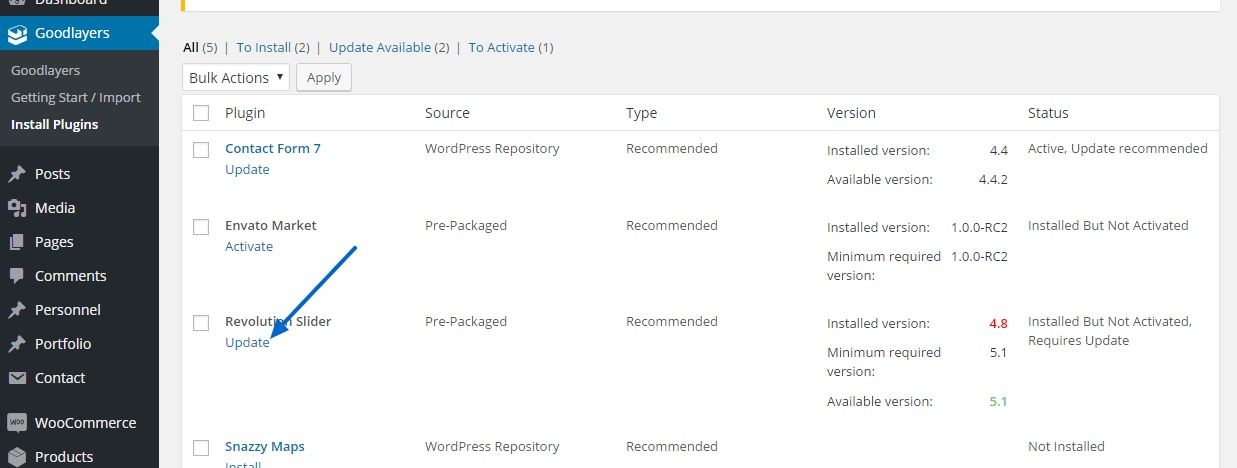 Dashboard
Goodlayers
Goodlayers
Getting Start / Import
Install Plugins
Posts
Media
Pages
Comments
Personnel
Portfolio
Contact
WOO
WooCommerce
Products
All (5) | To Install (2) | Update Available (2) | To Activate (1)
Bulk Actions
Apply
Plugin Source Type Version Status
Contact Form 7 WordPress Repository Recommended Installed version: 4.4 Active, Update recommended
Update Available version: 4.4.2
Envato Market Pre-Packaged Recommended Installed version: 1.0.0-RC2 Installed But Not Activated
Activate Minimum required 1.0.0-RC2
version:
Revolution Slider Pre-Packaged Recommended Installed version: 4.8 Installed But Not Activated,
Update Requires Update
Minimum required 5.1
version:
Available version: 5.1
Snazzy Maps WordPress Repository Recommended Not Installed
Install